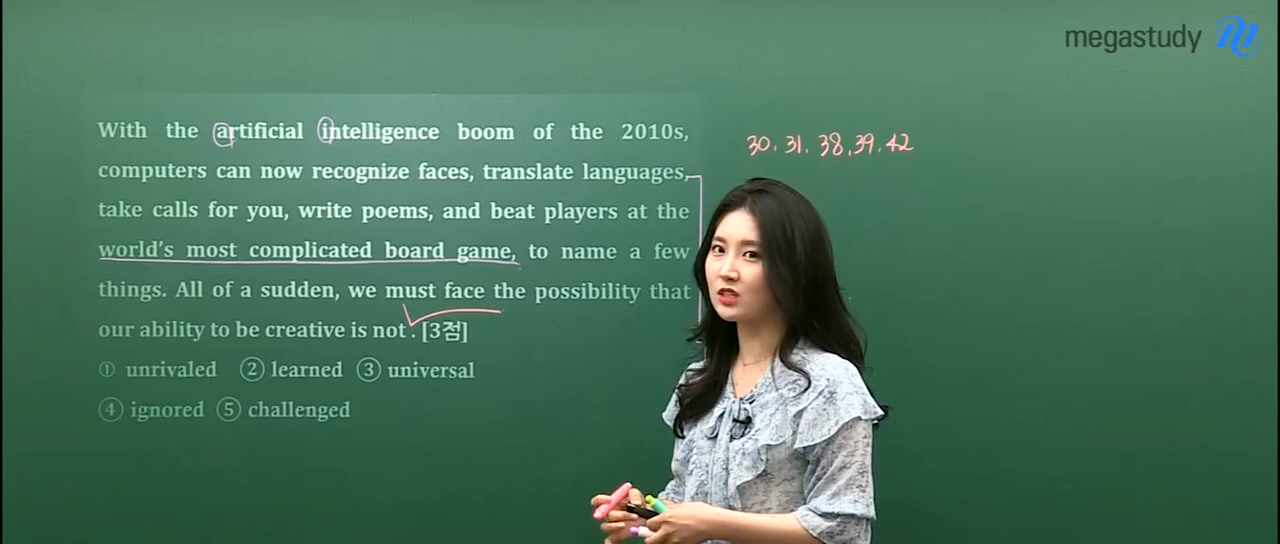 megastudy
With the artificial intelligence boom of the 2010s,
computers can now recognize faces, translate languages,
take calls for you, write poems, and beat players at the
world's most complicated board game, to name a few
things. All of a sudden, we must face the possibility that
our ability to be creative is not . [3점]
① unrivaled ② learned ③ universal
④ ignored ⑤ challenged
30. 31. 38. 39. 42